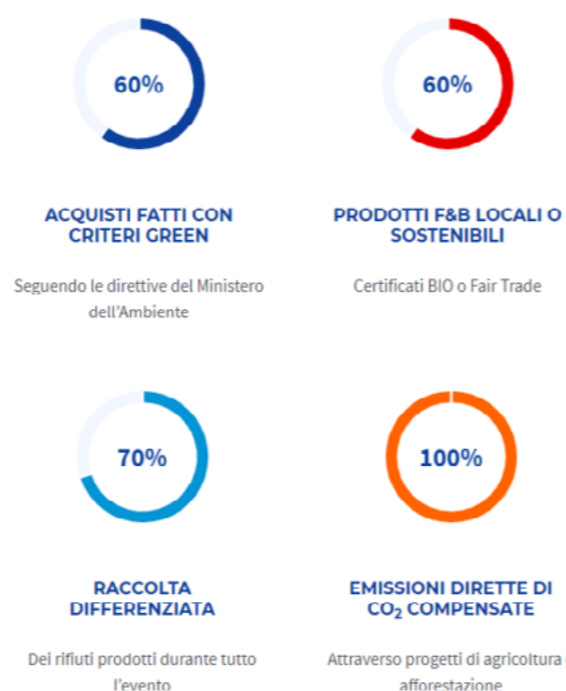 60%
ACQUISTI FATTI CON
CRITERI GREEN
Seguendo le direttive del Ministero
dell'Ambiente
60%
PRODOTTI F&B LOCALI O
SOSTENIBILI
Certificati BIO o Fair Trade
70%
RACCOLTA
DIFFERENZIATA
Dei rifiuti prodotti durante tutto
l'evento
100%
EMISSIONI DIRETTE DI
CO₂ COMPENSATE
Attraverso progetti di agricoltura
afforestazione